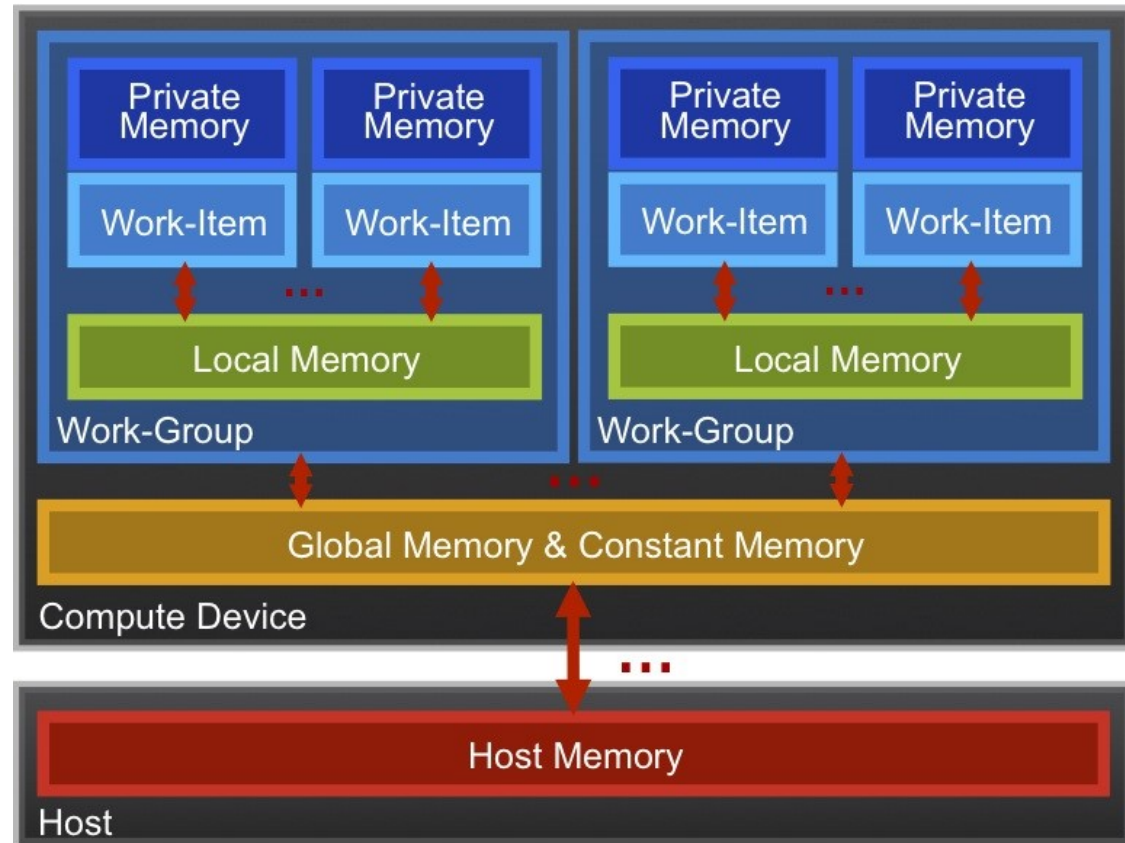 Private
Memory
Private
Memory
Private
Memory
Private
Memory
Work-Item
Work-Item
Work-Item
Work-Item
...
...
Local Memory
Local Memory
Work-Group
Work-Group
...
Global Memory & Constant Memory
Compute Device
...
Host Memory
Host